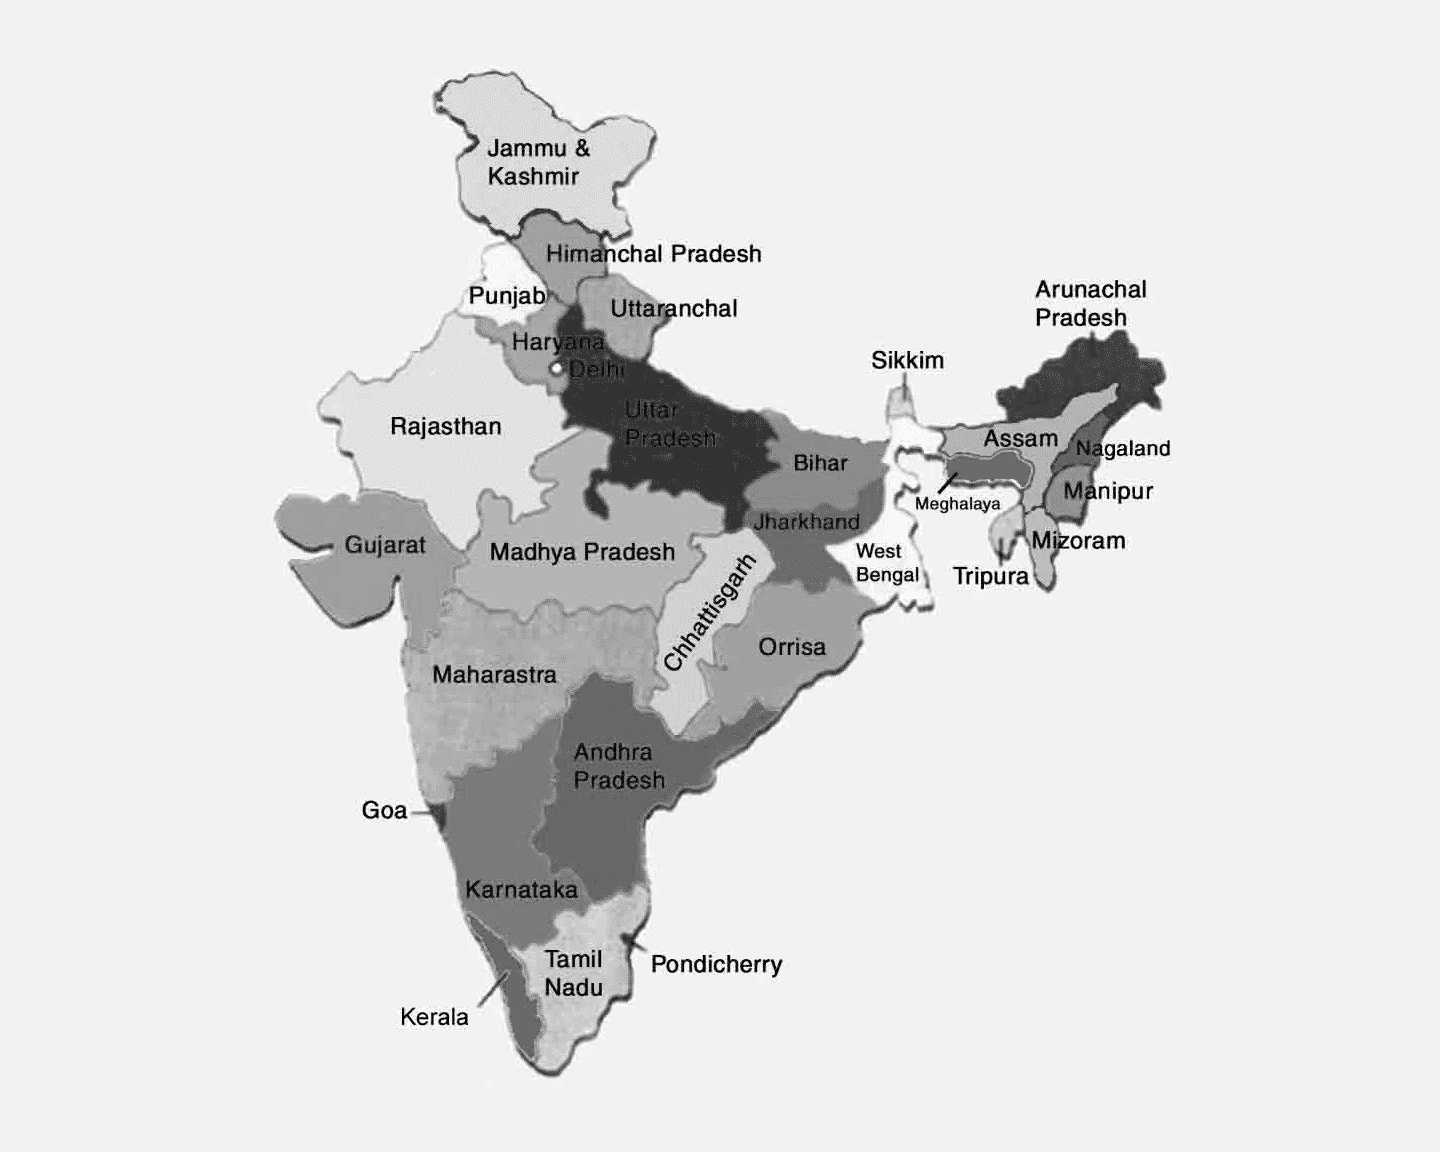 Jammu &
Kashmir
Himanchal Pradesh
Punjab
Uttaranchal
Haryana
Delhi
Arunachal
Pradesh
Sikkim
Rajasthan
Uttar
Pradesh
Bihar
Assam
Nagaland
Meghalaya
Manipur
Jharkhand
Mizoram
Tripura
West
Bengal
Gujarat
Madhya Pradesh
Chhattisgarh
Orrisa
Maharastra
Andhra
Pradesh
Goa
Karnataka
Tamil
Nadu
Pondicherry
Kerala